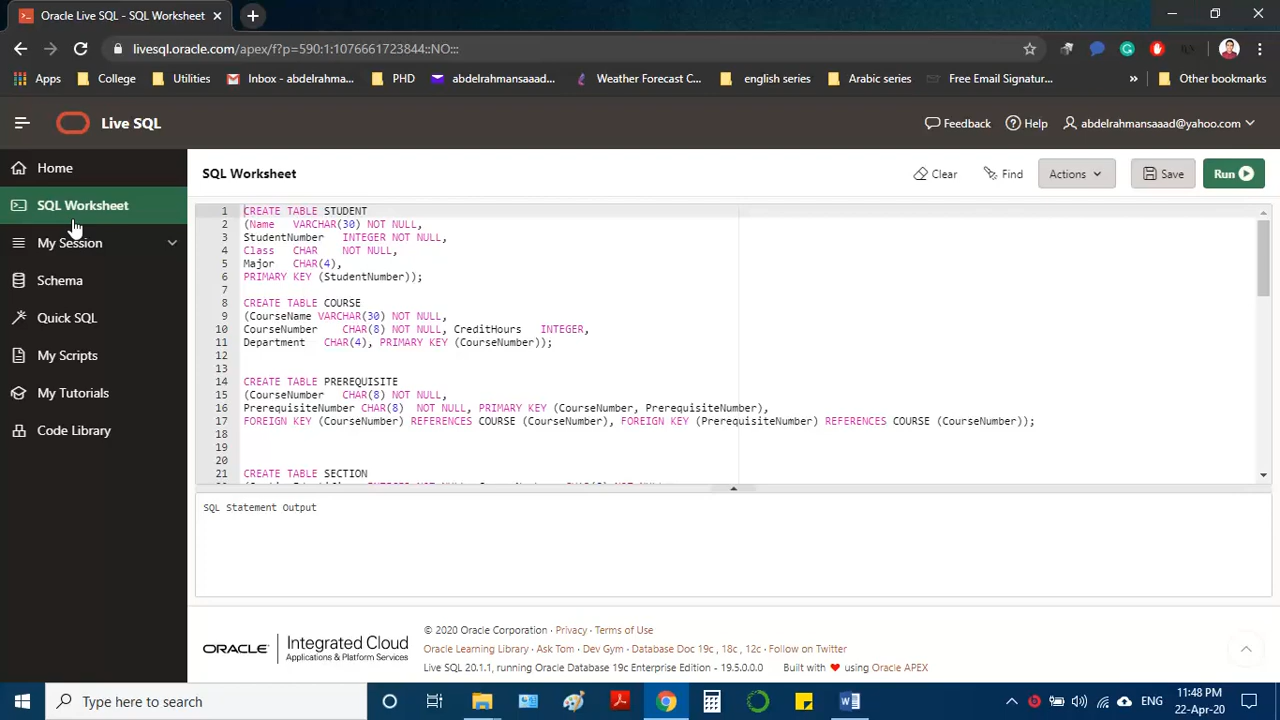 Oracle Live SQL - SQL Worksheet
livesql.oracle.com/apex/f?p=590:1:1076661723844::NO:::
Apps College Utilities Inbox - abdelrahma... PHD abdelrahmansaaad... Weather Forecast C... english series Arabic series Free Email Signatur... » Other bookmarks
Live SQL Feedback Help abdelrahmansaaad@yahoo.com
Home
SQL Worksheet
My Session
Schema
Quick SQL
My Scripts
My Tutorials
Code Library
SQL Worksheet Clear Find Actions Save Run
1 CREATE TABLE STUDENT
2 (Name VARCHAR(30) NOT NULL,
3 StudentNumber INTEGER NOT NULL,
4 Class CHAR NOT NULL,
5 Major CHAR(4),
6 PRIMARY KEY (StudentNumber));
7
8 CREATE TABLE COURSE
9 (CourseName VARCHAR(30) NOT NULL,
10 CourseNumber CHAR(8) NOT NULL, CreditHours INTEGER,
11 Department CHAR(4), PRIMARY KEY (CourseNumber));
12
13
14 CREATE TABLE PREREQUISITE
15 (CourseNumber CHAR(8) NOT NULL,
16 PrerequisiteNumber CHAR(8) NOT NULL, PRIMARY KEY (CourseNumber, PrerequisiteNumber),
17 FOREIGN KEY (CourseNumber) REFERENCES COURSE (CourseNumber), FOREIGN KEY (PrerequisiteNumber) REFERENCES COURSE (CourseNumber));
18
19
20
21 CREATE TABLE SECTION
SQL Statement Output
ORACLE Integrated Cloud
Applications & Platform Services
© 2020 Oracle Corporation · Privacy · Terms of Use
Oracle Learning Library · Ask Tom · Dev Gym · Database Doc 19c, 18c, 12c · Follow on Twitter
Live SQL 20.1.1, running Oracle Database 19c Enterprise Edition - 19.5.0.0.0 Built with ❤ using Oracle APEX
Type here to search
ENG
11:48 PM
22-Apr-20